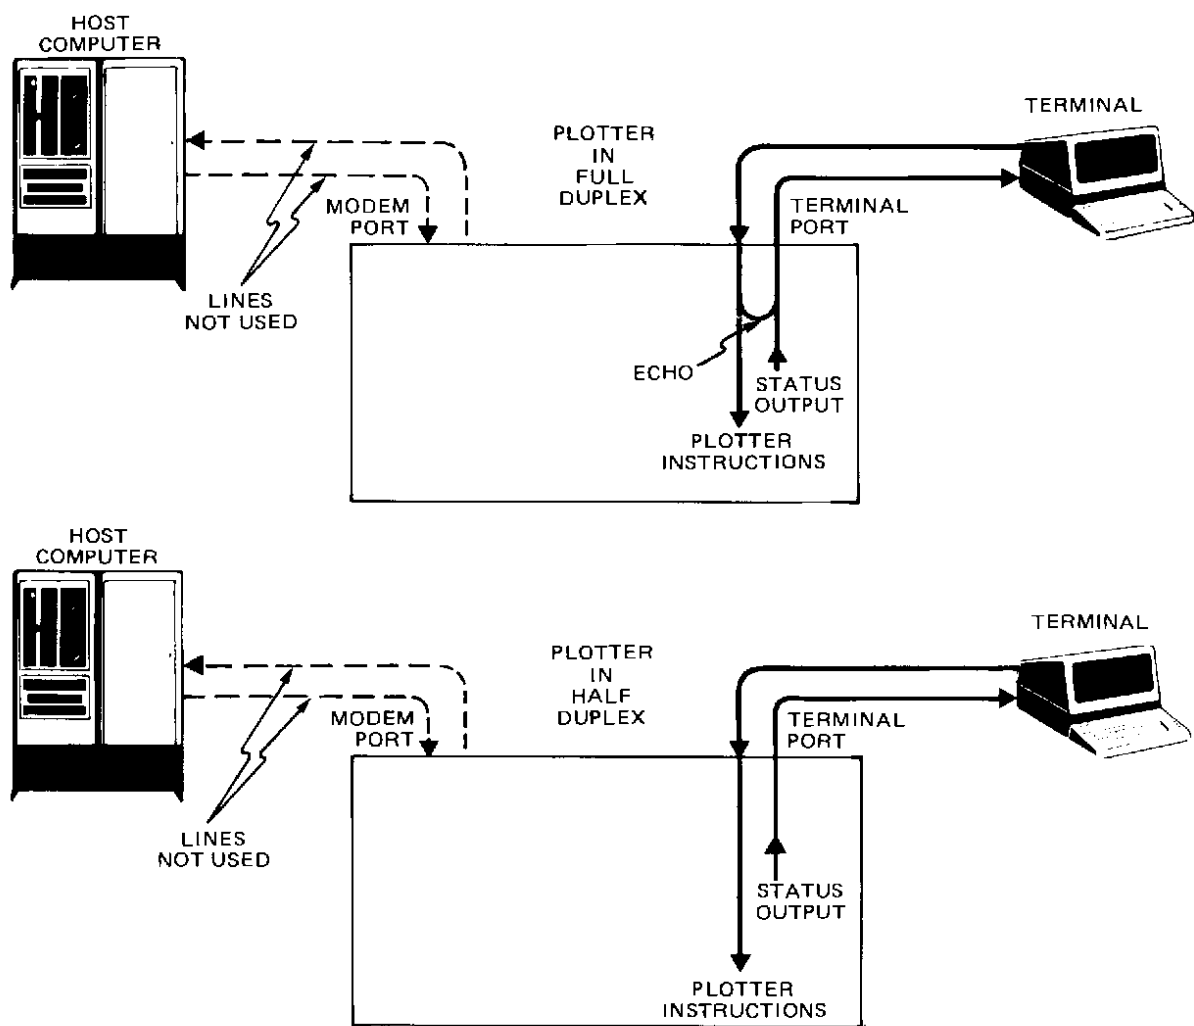 HOST
COMPUTER
TERMINAL
PLOTTER
IN
FULL
DUPLEX
MODEM
PORT
TERMINAL
PORT
LINES
NOT USED
ECHO
STATUS
OUTPUT
PLOTTER
INSTRUCTIONS
HOST
COMPUTER
TERMINAL
PLOTTER
IN
HALF
DUPLEX
MODEM
PORT
TERMINAL
PORT
LINES
NOT USED
STATUS
OUTPUT
PLOTTER
INSTRUCTIONS